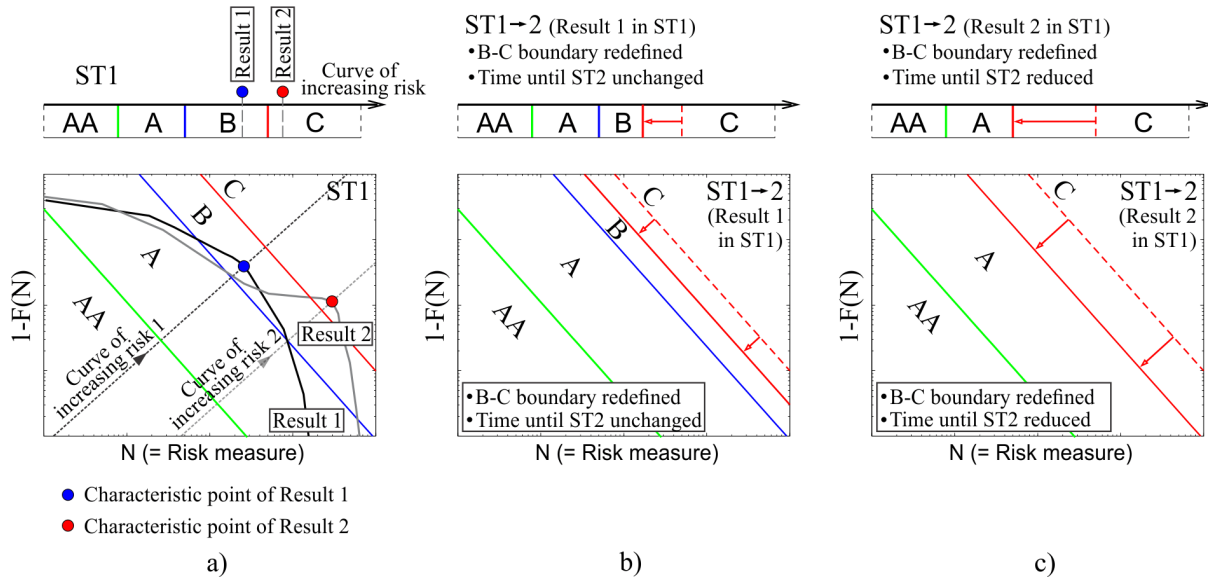 Result 1
Result 2
ST1
Curve of
increasing risk
AA
A
B
C
ST1
C
B
A
AA
Curve of
increasing risk 1
Curve of
increasing risk 2
Result 2
Result 1
1-F(N)
N (= Risk measure)
Characteristic point of Result 1
Characteristic point of Result 2
a)
ST1→2 (Result 1 in ST1)
•B-C boundary redefined
•Time until ST2 unchanged
AA
A
B
C
ST1→2
(Result 1
in ST1)
C
B
A
AA
•B-C boundary redefined
•Time until ST2 unchanged
1-F(N)
N (= Risk measure)
b)
ST1→2 (Result 2 in ST1)
•B-C boundary redefined
•Time until ST2 reduced
AA
A
C
ST1→2
(Result 2
in ST1)
C
A
AA
•B-C boundary redefined
•Time until ST2 reduced
1-F(N)
N (= Risk measure)
c)